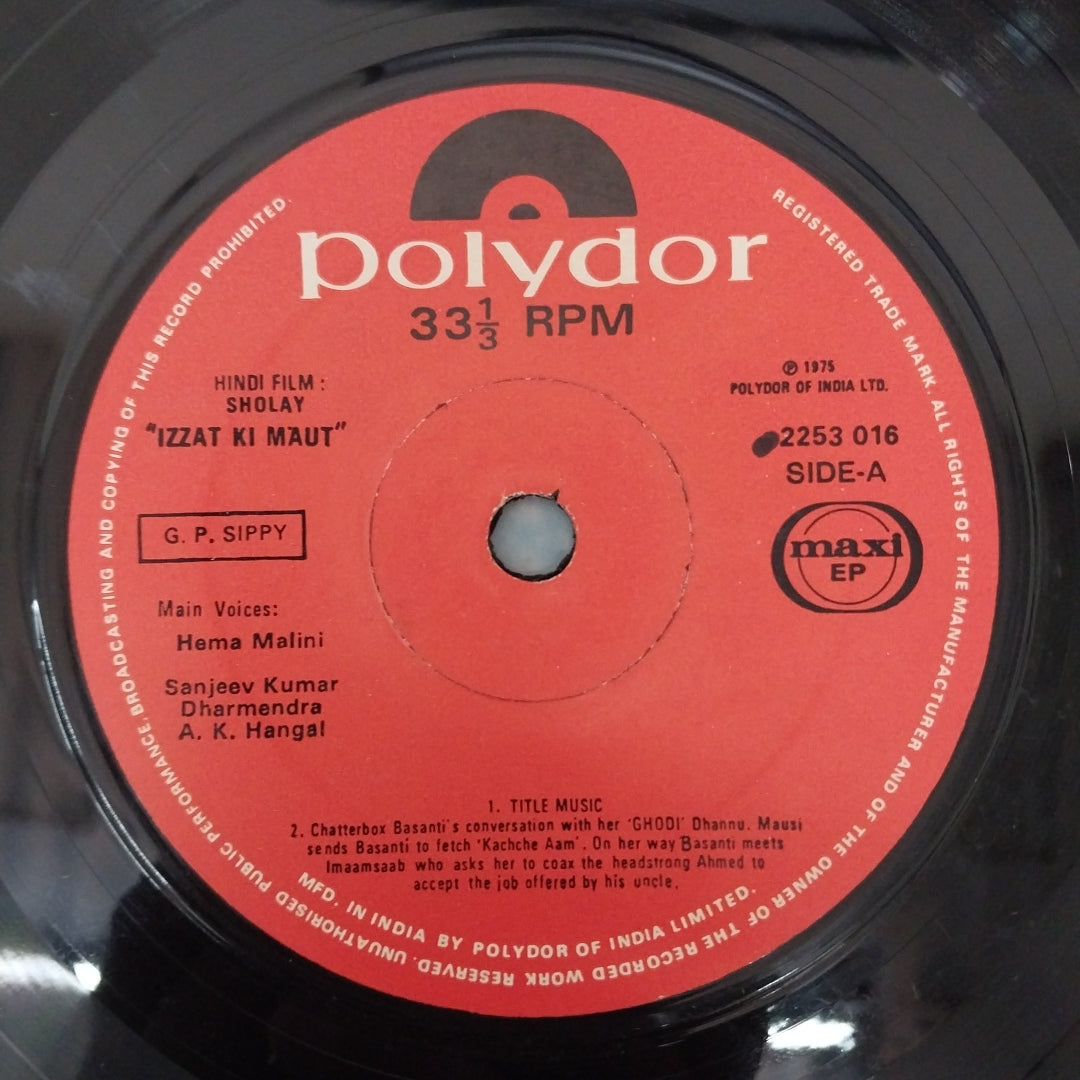 polydor
33 1/3 RPM
HINDI FILM :
SHOLAY
"IZZAT KI MAUT"
G. P. SIPPY
Main Voices:
Hema Malini
Sanjeev Kumar
Dharmendra
A. K. Hangal
℗ 1975
POLYDOR OF INDIA LTD.
2253 016
SIDE-A
maxi
EP
1. TITLE MUSIC
2. Chatterbox Basanti's conversation with her 'GHODI' Dhannu. Mausi
sends Basanti to fetch 'Kachche Aam'. On her way Basanti meets
Imaamsaab who asks her to coax the headstrong Ahmed to
accept the job offered by his uncle.
MFD. IN INDIA BY POLYDOR OF INDIA LIMITED.
REGISTERED TRADE MARK. ALL RIGHTS OF THE MANUFACTURER AND OF THE OWNER OF THE RECORDED WORK RESERVED. UNUATHORISED PUBLIC PERFORMANCE, BROADCASTING AND COPYING OF THIS RECORD PROHIBITED.